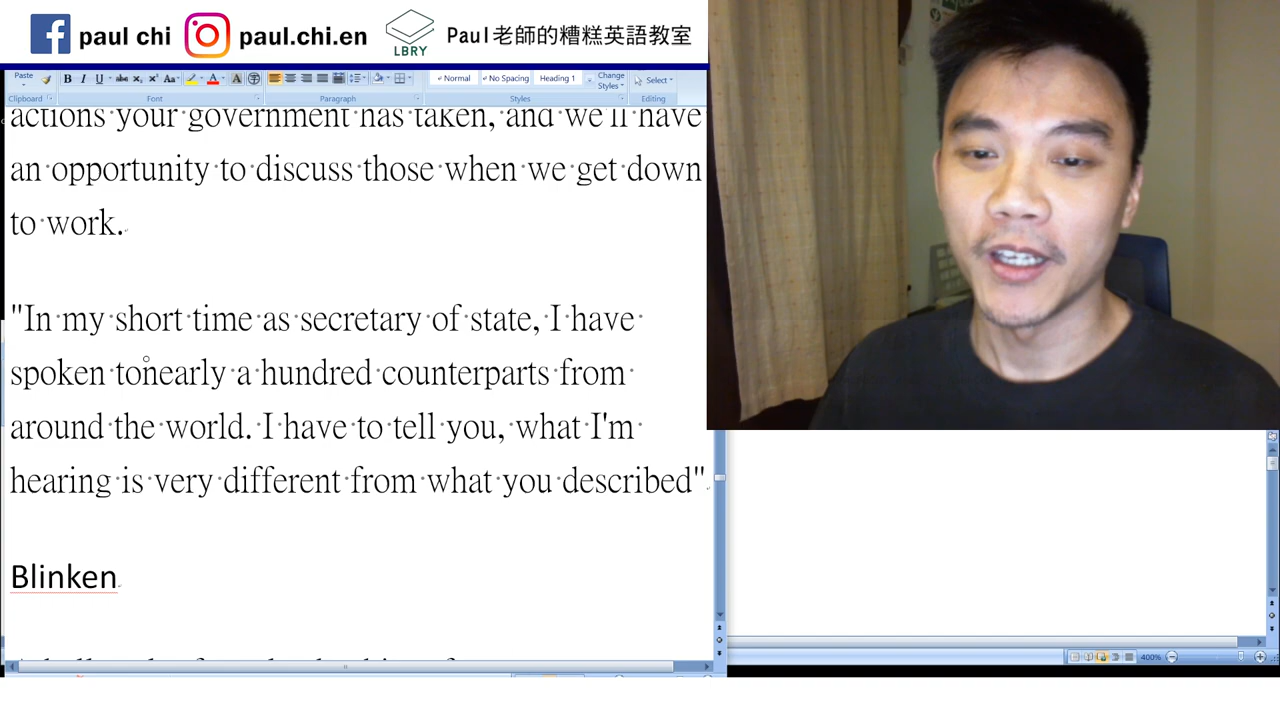 paul chi
paul.chi.en
LBRY
Paul老師的糟糕英語教室
Paste
Clipboard
Font
Paragraph
Normal
No Spacing
Heading 1
Change
Styles
Styles
Select
Editing
actions your government has taken, and we'll have
an opportunity to discuss those when we get down
to work.
"In my short time as secretary of state, I have
spoken tonearly a hundred counterparts from
around the world. I have to tell you, what I'm
hearing is very different from what you described"
Blinken
400%